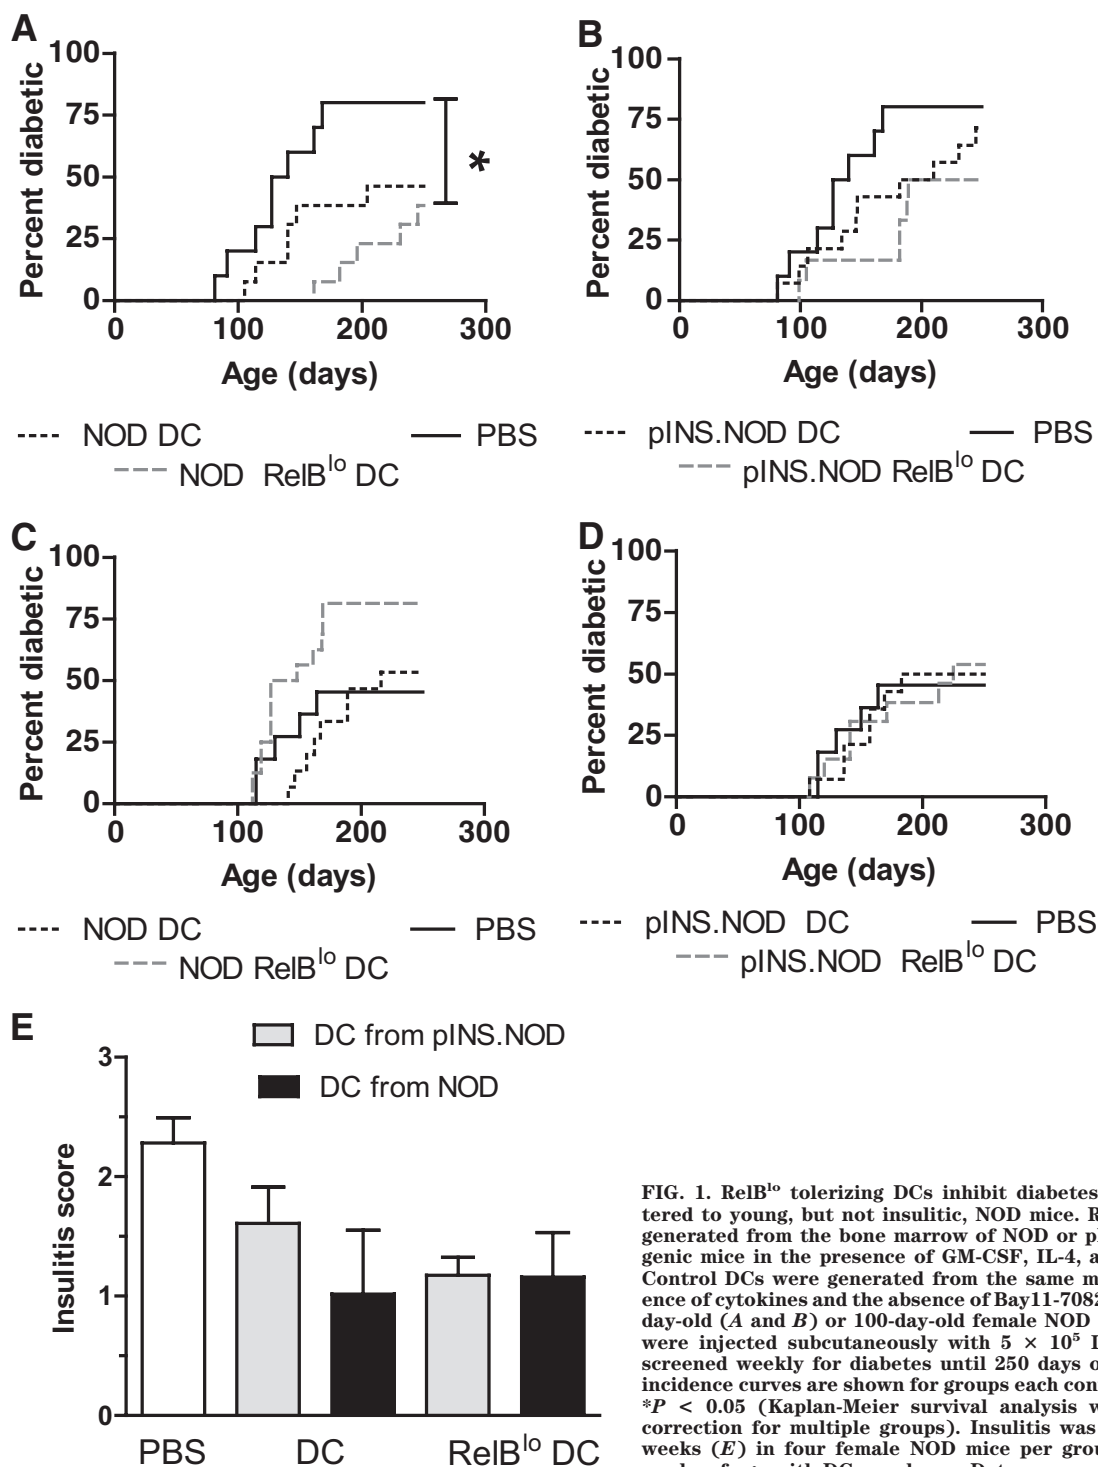 A
100
75
50
25
0
Percent diabetic
*
0 100 200 300
Age (days)
NOD DC PBS
NOD RelB^lo DC
B
100
75
50
25
0
Percent diabetic
0 100 200 300
Age (days)
pINS.NOD DC PBS
pINS.NOD RelB^lo DC
C
100
75
50
25
0
Percent diabetic
0 100 200 300
Age (days)
NOD DC PBS
NOD RelB^lo DC
D
100
75
50
25
0
Percent diabetic
0 100 200 300
Age (days)
pINS.NOD DC PBS
pINS.NOD RelB^lo DC
E
DC from pINS.NOD
DC from NOD
3
2
1
0
Insulitis score
PBS DC RelB^lo DC
FIG. 1. RelB^lo tolerizing DCs inhibit diabetes
tered to young, but not insulitic, NOD mice. R
generated from the bone marrow of NOD or pI
genic mice in the presence of GM-CSF, IL-4, a
Control DCs were generated from the same m
ence of cytokines and the absence of Bay11-7082
day-old (A and B) or 100-day-old female NOD
were injected subcutaneously with 5 × 10^5 D
screened weekly for diabetes until 250 days o
incidence curves are shown for groups each con
*P < 0.05 (Kaplan-Meier survival analysis w
correction for multiple groups). Insulitis was
weeks (E) in four female NOD mice per grou